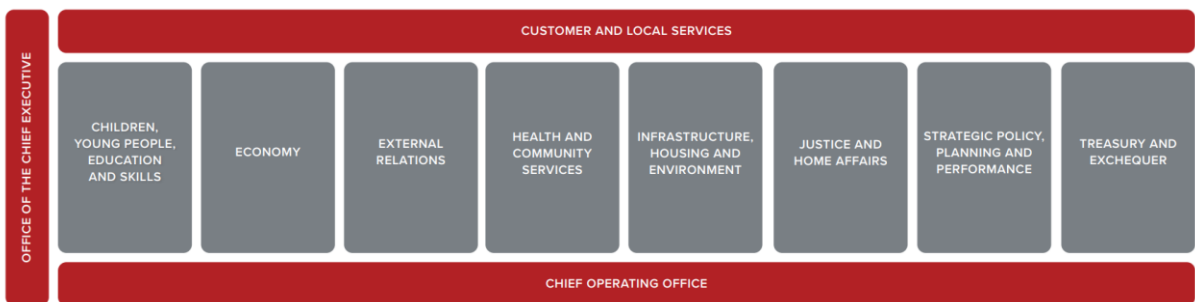 OFFICE OF THE CHIEF EXECUTIVE
CUSTOMER AND LOCAL SERVICES
CHILDREN,
YOUNG PEOPLE,
EDUCATION
AND SKILLS
ECONOMY
EXTERNAL
RELATIONS
HEALTH AND
COMMUNITY
SERVICES
INFRASTRUCTURE,
HOUSING AND
ENVIRONMENT
JUSTICE AND
HOME AFFAIRS
STRATEGIC POLICY,
PLANNING AND
PERFORMANCE
TREASURY AND
EXCHEQUER
CHIEF OPERATING OFFICE